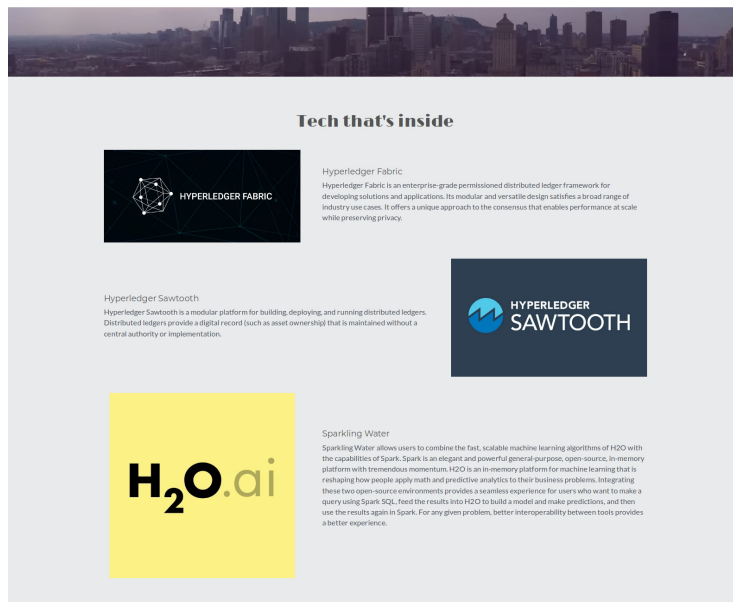 Tech that's inside
HYPERLEDGER FABRIC
Hyperledger Fabric
Hyperledger Fabric is an enterprise-grade permissioned distributed ledger framework for
developing solutions and applications. Its modular and versatile design satisfies a broad range of
industry use cases. It offers a unique approach to the consensus that enables performance at scale
while preserving privacy.
Hyperledger Sawtooth
Hyperledger Sawtooth is a modular platform for building, deploying, and running distributed ledgers.
Distributed ledgers provide a digital record (such as asset ownership) that is maintained without a
central authority or implementation.
HYPERLEDGER
SAWTOOTH
H2O.ai
Sparkling Water
Sparkling Water allows users to combine the fast, scalable machine learning algorithms of H2O with
the capabilities of Spark. Spark is an elegant and powerful general-purpose, open-source, in-memory
platform with tremendous momentum. H2O is an in-memory platform for machine learning that is
reshaping how people apply math and predictive analytics to their business problems. Integrating
these two open-source environments provides a seamless experience for users who want to make a
query using Spark SQL, feed the results into H2O to build a model and make predictions, and then
use the results again in Spark. For any given problem, better interoperability between tools provides
a better experience.